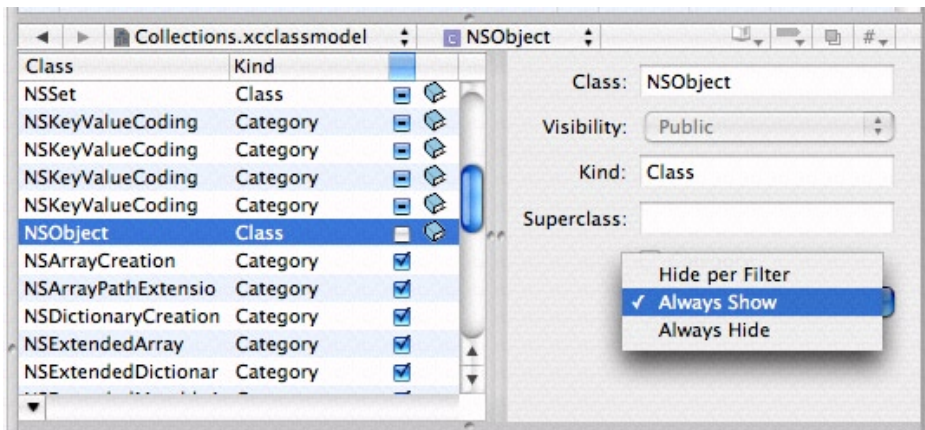 Collections.xcclassmodel NSObject #
Class Kind
NSSet Class
NSKeyValueCoding Category
NSKeyValueCoding Category
NSKeyValueCoding Category
NSKeyValueCoding Category
NSObject Class
NSArrayCreation Category
NSArrayPathExtensio Category
NSDictionaryCreation Category
NSExtendedArray Category
NSExtendedDictionar Category
Class: NSObject
Visibility: Public
Kind: Class
Superclass:
Category
Hide per Filter
✓ Always Show
Always Hide